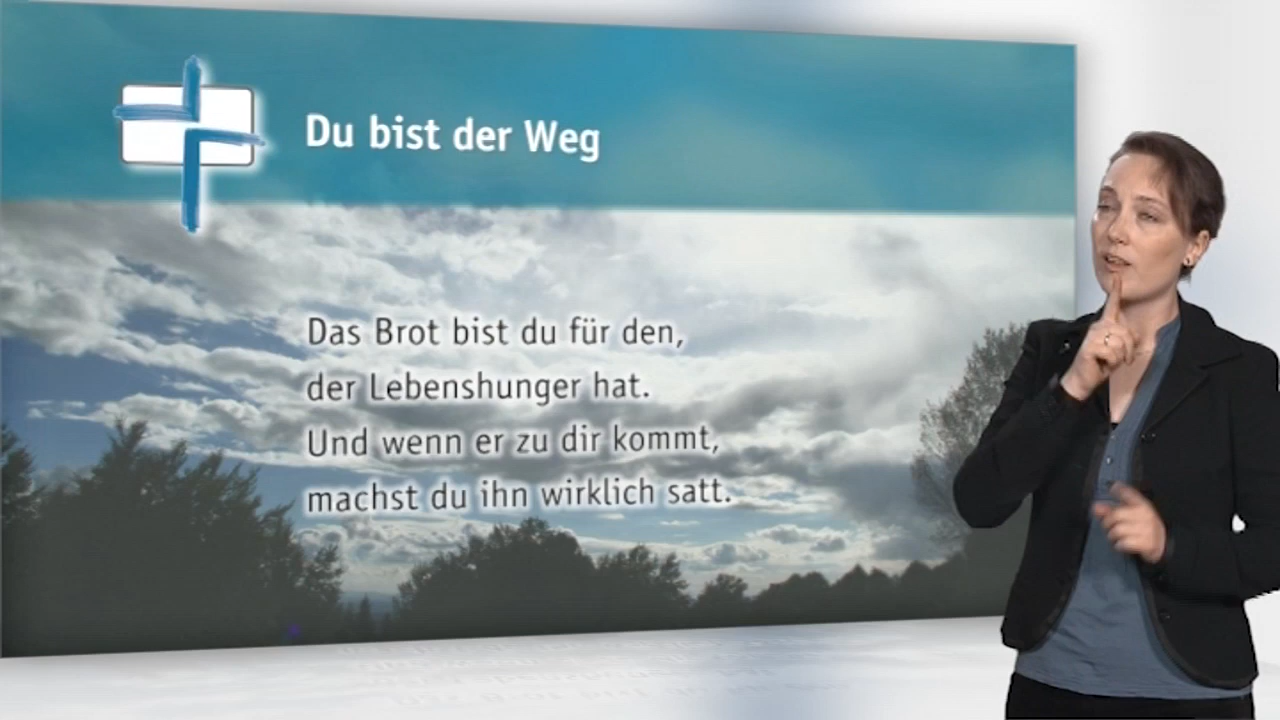 Du bist der Weg
Das Brot bist du für den,
der Lebenshunger hat.
Und wenn er zu dir kommt,
machst du ihn wirklich satt.